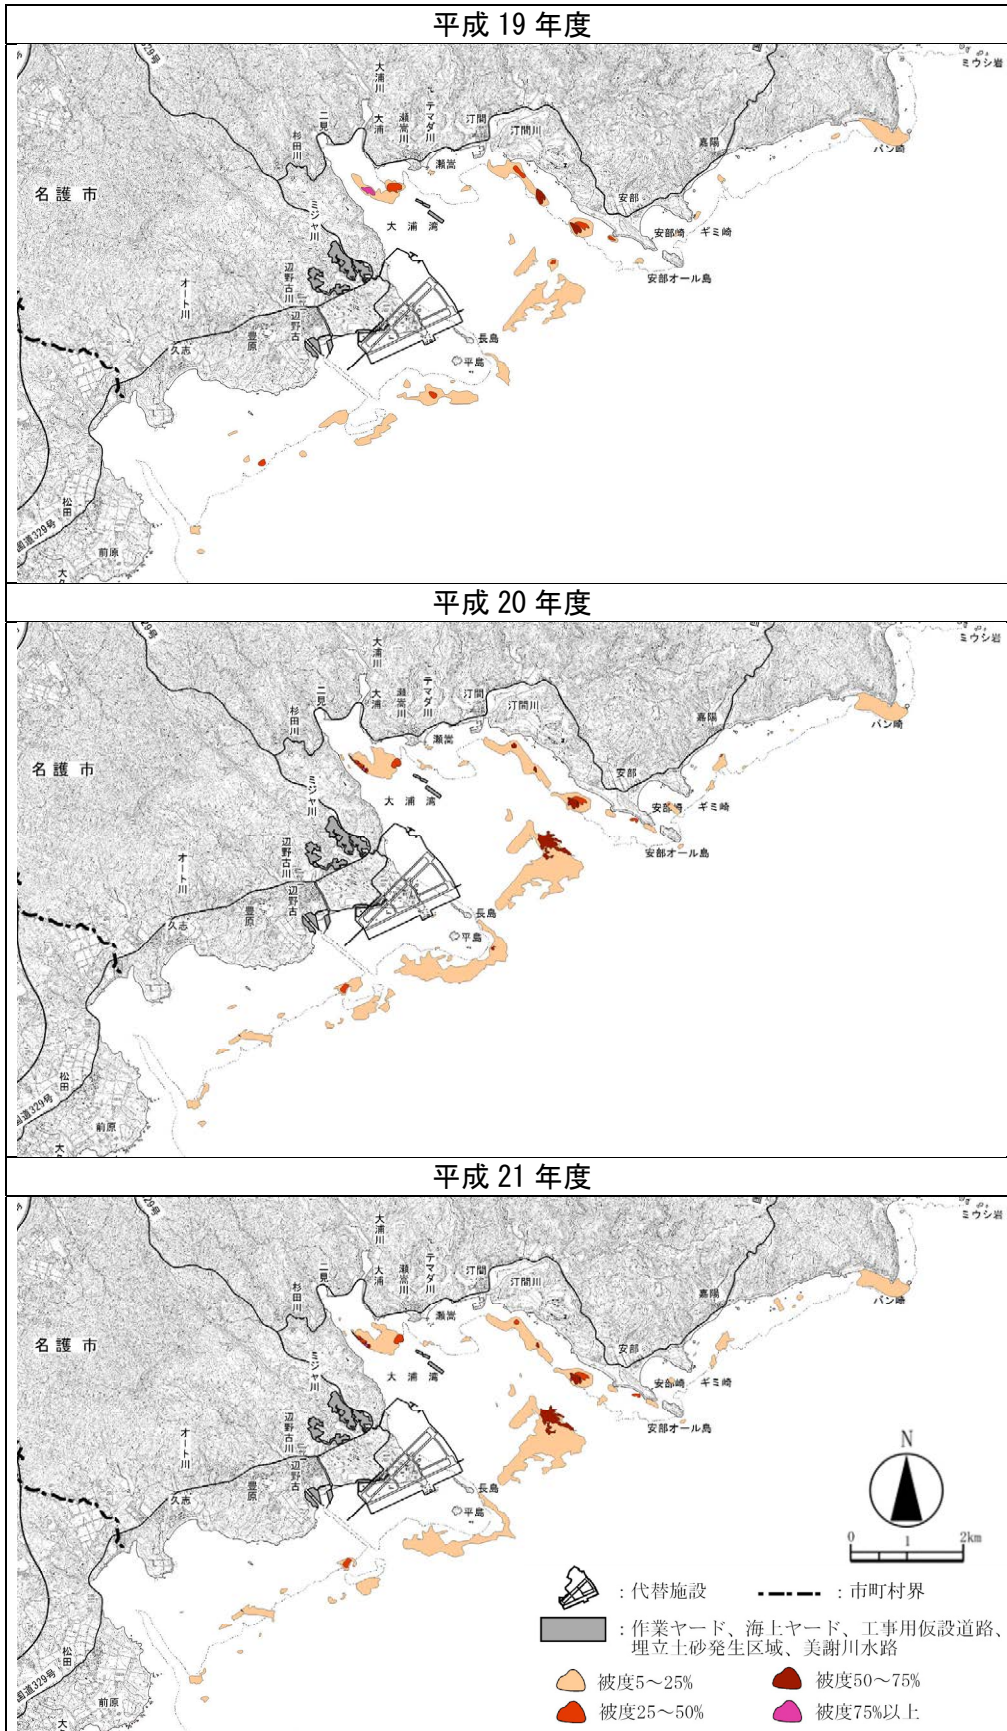 平成 19 年度
329号
大浦川
ミウシ岩
二見
杉田川
大浦
瀬嵩川
テマダ川
汀間
汀間川
嘉陽
瀬嵩
バン崎
名護市
ミジャ川
大浦湾
安部
安部崎
ギミ崎
辺野古川
安部オール島
オート川
辺野古
豊原
久志
長島
平島
松田
国道329号
前原
平成 20 年度
29号
大浦川
ミウシ岩
二見
杉田川
大浦
瀬嵩川
テマダ川
汀間
汀間川
嘉陽
瀬嵩
バン崎
名護市
ミジャ川
大浦湾
安部
安部崎
ギミ崎
辺野古川
安部オール島
オート川
辺野古
豊原
久志
長島
平島
松田
国道329号
前原
平成 21 年度
29号
大浦川
ミウシ岩
二見
杉田川
大浦
瀬嵩川
テマダ川
汀間
汀間川
嘉陽
瀬嵩
バン崎
名護市
ミジャ川
大浦湾
安部
安部崎
ギミ崎
辺野古川
安部オール島
オート川
辺野古
豊原
久志
長島
平島
松田
国道329号
前原
N
0 1 2km
：代替施設
：市町村界
：作業ヤード、海上ヤード、工事用仮設道路、
埋立土砂発生区域、美謝川水路
被度5～25%
被度50～75%
被度25～50%
被度75%以上